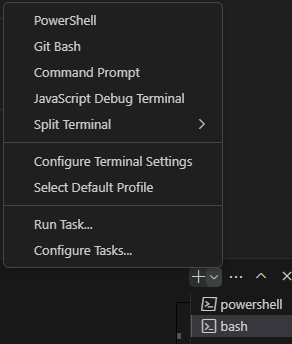 PowerShell
Git Bash
Command Prompt
JavaScript Debug Terminal
Split Terminal
Configure Terminal Settings
Select Default Profile
Run Task...
Configure Tasks...
powershell
bash